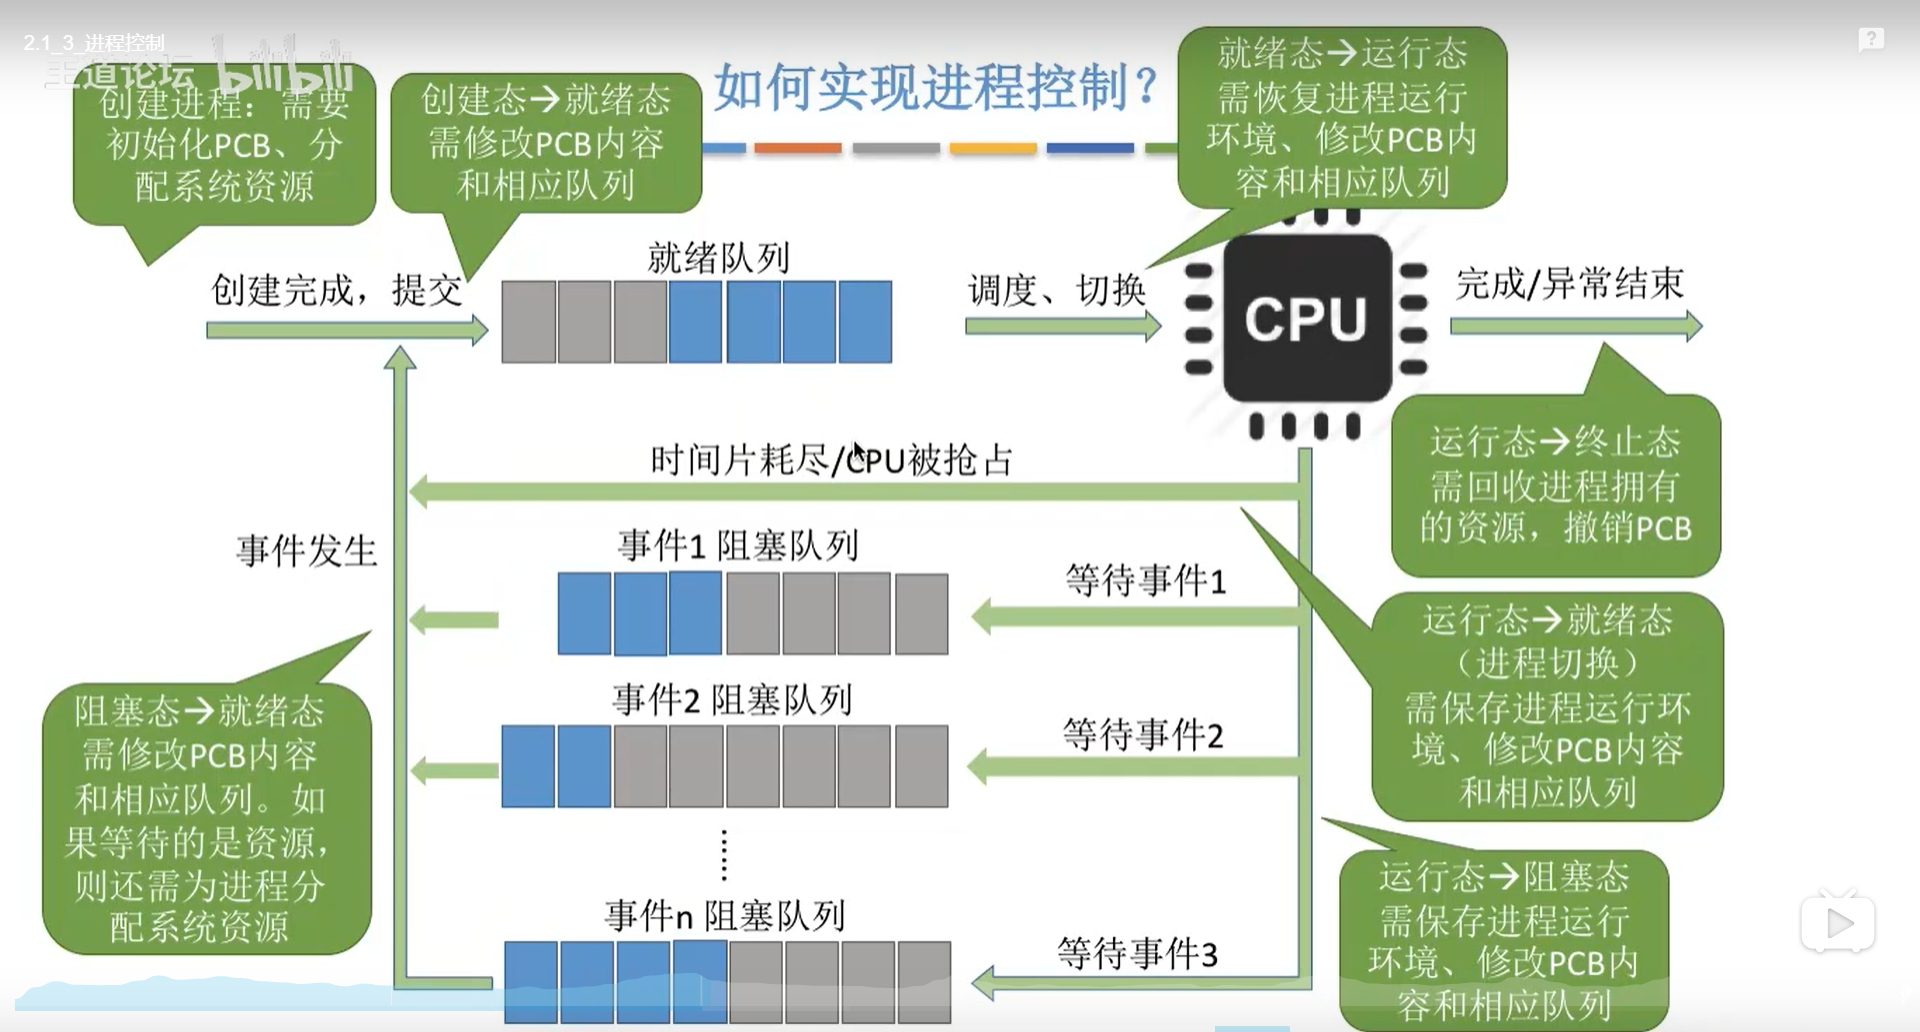 2.1_3_进程控制
王道论坛 bilibili
创建进程：需要
初始化PCB、分
配系统资源
创建态→就绪态
需修改PCB内容
和相应队列
如何实现进程控制？
就绪态→运行态
需恢复进程运行
环境、修改PCB内
容和相应队列
创建完成，提交
就绪队列
调度、切换
CPU
完成/异常结束
运行态→终止态
需回收进程拥有
的资源，撤销PCB
时间片耗尽/CPU被抢占
事件发生
事件1 阻塞队列
等待事件1
运行态→就绪态
（进程切换）
需保存进程运行环
境、修改PCB内容
和相应队列
事件2 阻塞队列
等待事件2
阻塞态→就绪态
需修改PCB内容
和相应队列。如
果等待的是资源，
则还需为进程分
配系统资源
……
事件n 阻塞队列
等待事件3
运行态→阻塞态
需保存进程运行
环境、修改PCB内
容和相应队列